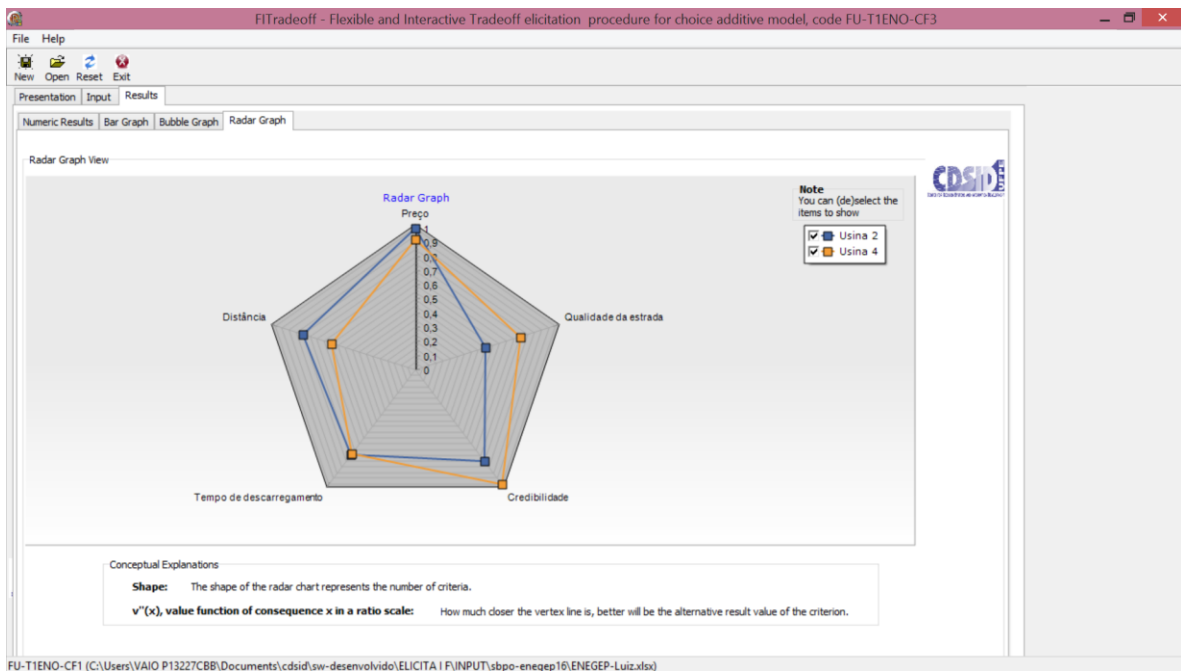 FITradeoff - Flexible and Interactive Tradeoff elicitation procedure for choice additive model, code FU-T1ENO-CF3
File Help
New Open Reset Exit
Presentation Input Results
Numeric Results Bar Graph Bubble Graph Radar Graph
Radar Graph View
CDSID UFPE
Note
You can (de)select the
items to show
Usina 2
Usina 4
Radar Graph
Preço
1
0,9
0,8
0,7
0,6
0,5
0,4
0,3
0,2
0,1
0
Distância
Qualidade da estrada
Tempo de descarregamento
Credibilidade
Conceptual Explanations
Shape: The shape of the radar chart represents the number of criteria.
v"(x), value function of consequence x in a ratio scale: How much closer the vertex line is, better will be the alternative result value of the criterion.
FU-T1ENO-CF1 (C:\Users\VAIO P13227CBB\Documents\cdsid\sw-desenvolvido\ELICITA I F\INPUT\sbpo-enegep16\ENEGEP-Luiz.xlsx)